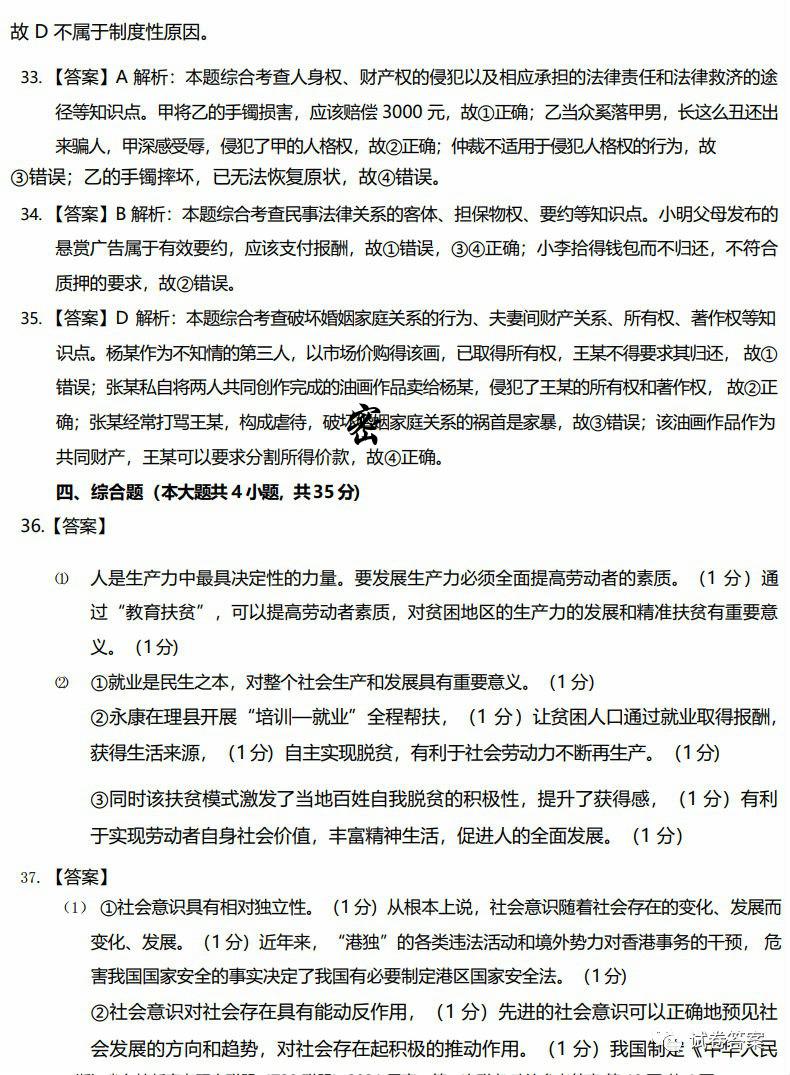 故 D 不属于制度性原因。
33. 【答案】A 解析：本题综合考查人身权、财产权的侵犯以及相应承担的法律责任和法律救济的途
径等知识点。甲将乙的手镯损害，应该赔偿 3000 元，故①正确；乙当众奚落甲男，长这么丑还出
来骗人，甲深感受辱，侵犯了甲的人格权，故②正确；仲裁不适用于侵犯人格权的行为，故
③错误；乙的手镯摔坏，已无法恢复原状，故④错误。
34. 【答案】B 解析：本题综合考查民事法律关系的客体、担保物权、要约等知识点。小明父母发布的
悬赏广告属于有效要约，应该支付报酬，故①错误，③④正确；小李拾得钱包而不归还，不符合
质押的要求，故②错误。
35. 【答案】D 解析：本题综合考查破坏婚姻家庭关系的行为、夫妻间财产关系、所有权、著作权等知
识点。杨某作为不知情的第三人，以市场价购得该画，已取得所有权，王某不得要求其归还， 故①
错误；张某私自将两人共同创作完成的油画作品卖给杨某，侵犯了王某的所有权和著作权， 故②正
确；张某经常打骂王某，构成虐待，破坏婚姻家庭关系的祸首是家暴，故③错误；该油画作品作为
共同财产，王某可以要求分割所得价款，故④正确。
密
四、综合题（本大题共 4 小题, 共 35 分)
36.【答案】
⑴ 人是生产力中最具决定性的力量。要发展生产力必须全面提高劳动者的素质。（1 分）通
过“教育扶贫”，可以提高劳动者素质，对贫困地区的生产力的发展和精准扶贫有重要意
义。（1 分)
⑵ ①就业是民生之本，对整个社会生产和发展具有重要意义。（1 分）
②永康在理县开展“培训—就业”全程帮扶，（1 分）让贫困人口通过就业取得报酬，
获得生活来源，（1分) 自主实现脱贫，有利于社会劳动力不断再生产。（1分)
③同时该扶贫模式激发了当地百姓自我脱贫的积极性，提升了获得感，（1 分）有利
于实现劳动者自身社会价值，丰富精神生活，促进人的全面发展。（1 分）
37. 【答案】
（1） ①社会意识具有相对独立性。（1 分）从根本上说，社会意识随着社会存在的变化、发展而
变化、发展。（1 分）近年来，“港独”的各类违法活动和境外势力对香港事务的干预， 危
害我国国家安全的事实决定了我国有必要制定港区国家安全法。（1分)
②社会意识对社会存在具有能动反作用，（1 分）先进的社会意识可以正确地预见社
会发展的方向和趋势，对社会存在起积极的推动作用。（1 分）我国制定《中华人民
试卷答案